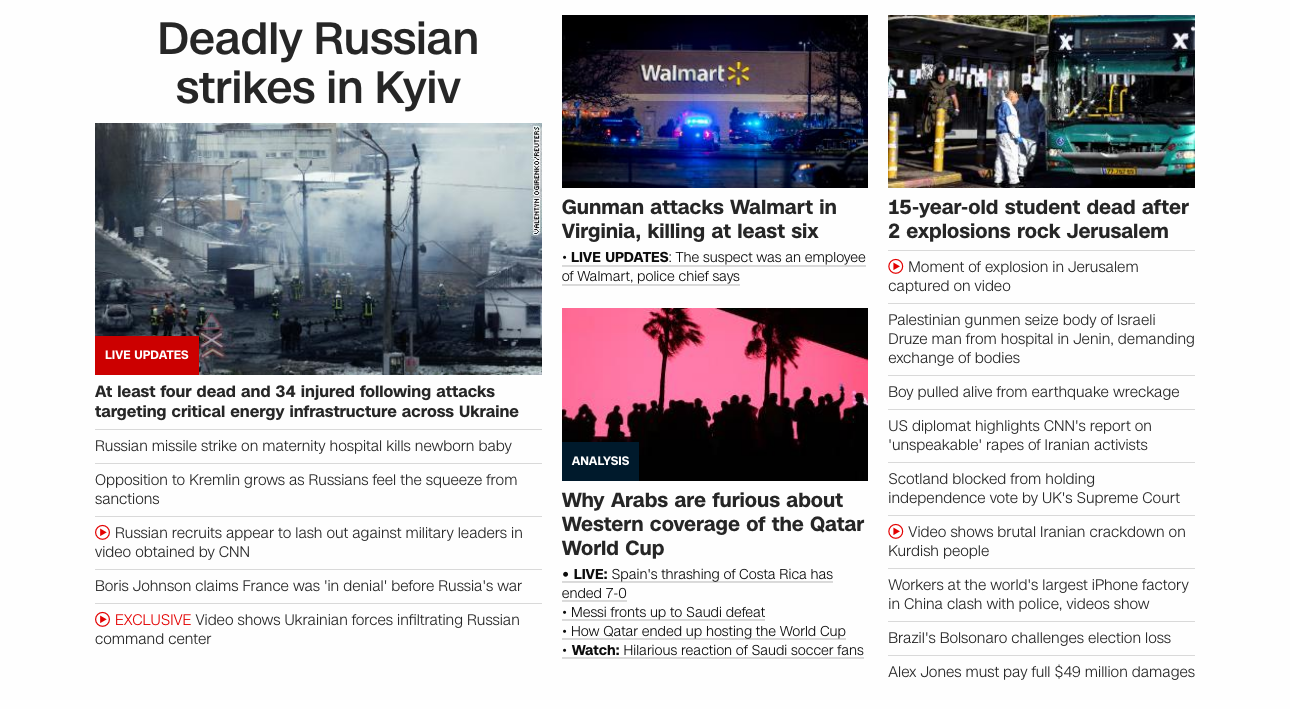 Deadly Russian
strikes in Kyiv
VALENTYN OGIRENKO/REUTERS
LIVE UPDATES
At least four dead and 34 injured following attacks
targeting critical energy infrastructure across Ukraine
Russian missile strike on maternity hospital kills newborn baby
Opposition to Kremlin grows as Russians feel the squeeze from
sanctions
Russian recruits appear to lash out against military leaders in
video obtained by CNN
Boris Johnson claims France was 'in denial' before Russia's war
EXCLUSIVE Video shows Ukrainian forces infiltrating Russian
command center
Walmart
Gunman attacks Walmart in
Virginia, killing at least six
• LIVE UPDATES: The suspect was an employee
of Walmart, police chief says
ANALYSIS
Why Arabs are furious about
Western coverage of the Qatar
World Cup
• LIVE: Spain's thrashing of Costa Rica has
ended 7-0
• Messi fronts up to Saudi defeat
• How Qatar ended up hosting the World Cup
• Watch: Hilarious reaction of Saudi soccer fans
15-year-old student dead after
2 explosions rock Jerusalem
Moment of explosion in Jerusalem
captured on video
Palestinian gunmen seize body of Israeli
Druze man from hospital in Jenin, demanding
exchange of bodies
Boy pulled alive from earthquake wreckage
US diplomat highlights CNN's report on
'unspeakable' rapes of Iranian activists
Scotland blocked from holding
independence vote by UK's Supreme Court
Video shows brutal Iranian crackdown on
Kurdish people
Workers at the world's largest iPhone factory
in China clash with police, videos show
Brazil's Bolsonaro challenges election loss
Alex Jones must pay full $49 million damages